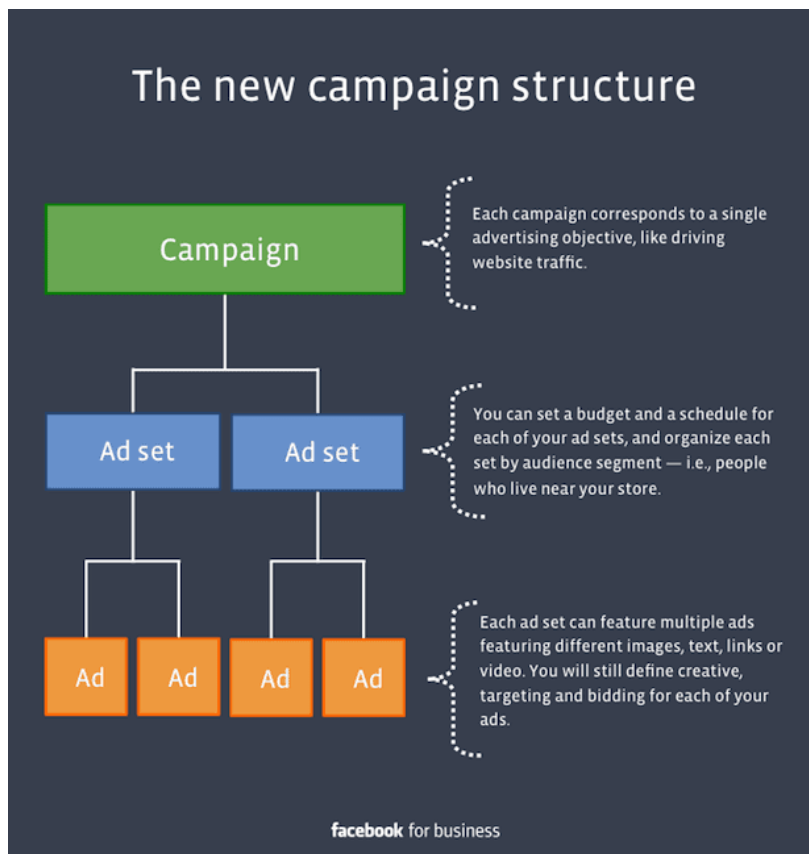 The new campaign structure
Campaign
Each campaign corresponds to a single
advertising objective, like driving
website traffic.
Ad set
Ad set
You can set a budget and a schedule for
each of your ad sets, and organize each
set by audience segment — i.e., people
who live near your store.
Ad
Ad
Ad
Ad
Each ad set can feature multiple ads
featuring different images, text, links or
video. You will still define creative,
targeting and bidding for each of your
ads.
facebook for business